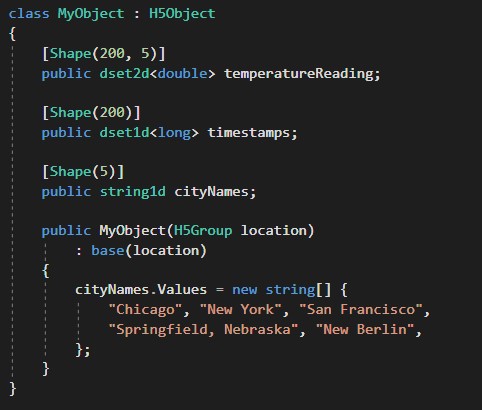 class MyObject : H5Object
{
[Shape(200, 5)]
public dset2d<double> temperatureReading;
[Shape(200)]
public dset1d<long> timestamps;
[Shape(5)]
public string1d cityNames;
public MyObject(H5Group location)
: base(location)
{
cityNames.Values = new string[] {
"Chicago", "New York", "San Francisco",
"Springfield, Nebraska", "New Berlin",
};
}
}